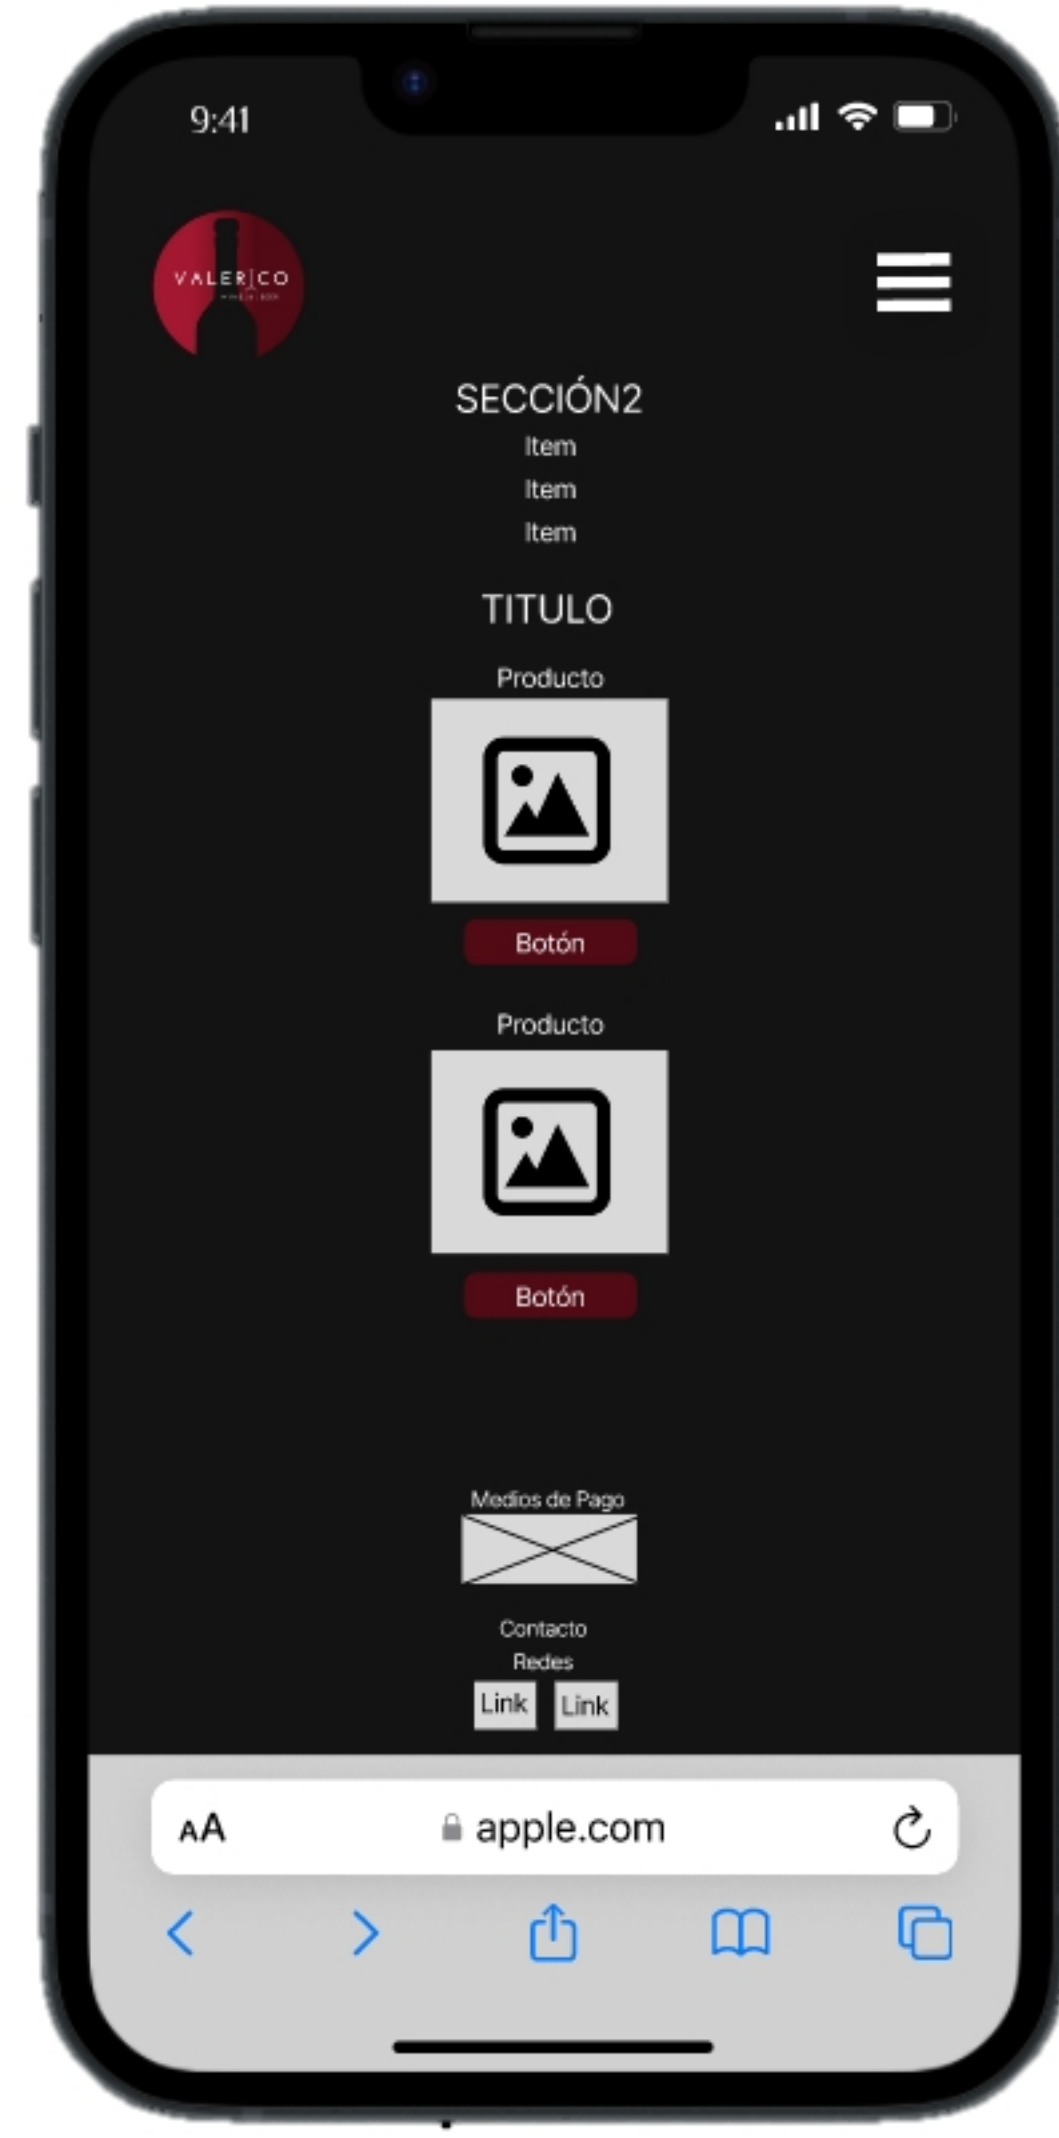 9:41
VALERICO
SECCIÓN2
Item
Item
Item
TITULO
Producto
Botón
Producto
Botón
Medios de Pago
Contacto
Redes
Link Link
AA apple.com